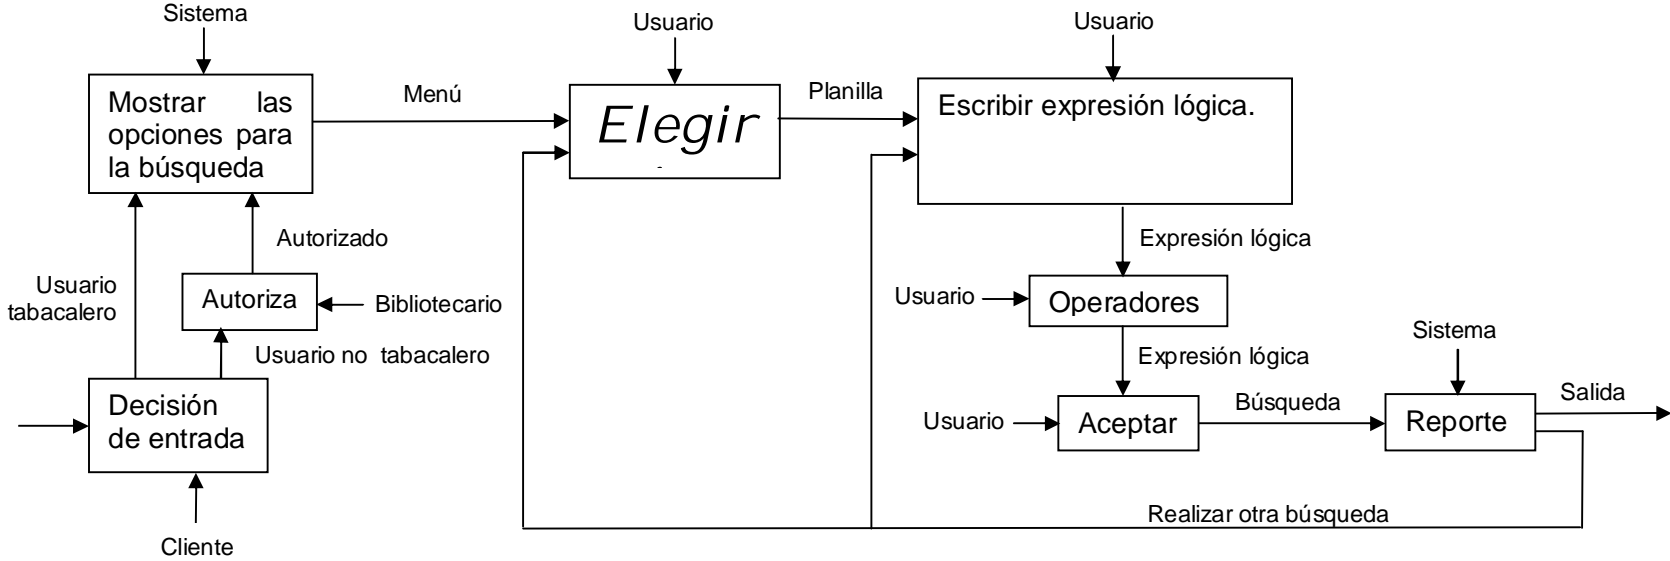 Sistema
Usuario
Usuario
Mostrar las
opciones para
la búsqueda
Menú
Elegir
Planilla
Escribir expresión lógica.
Autorizado
Expresión lógica
Usuario
tabacalero
Autoriza
Bibliotecario
Usuario
Operadores
Usuario no tabacalero
Expresión lógica
Sistema
Decisión
de entrada
Usuario
Aceptar
Búsqueda
Reporte
Salida
Realizar otra búsqueda
Cliente